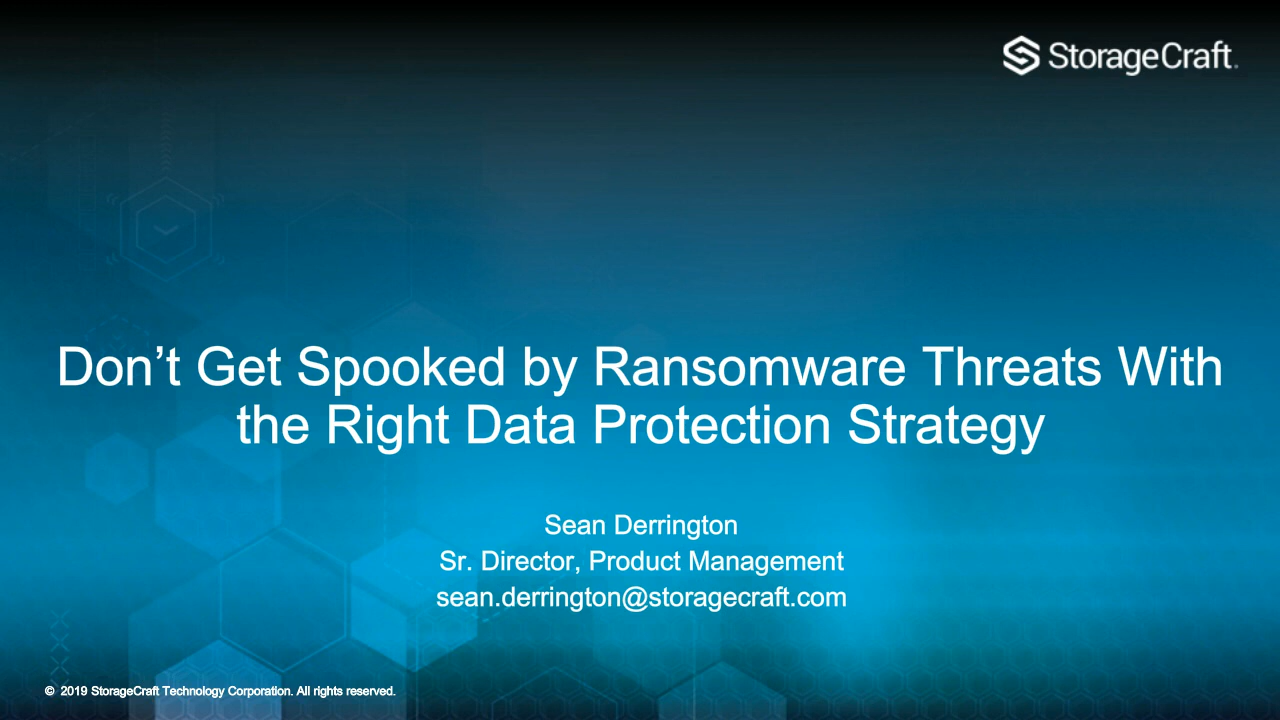 StorageCraft.
Don’t Get Spooked by Ransomware Threats With
the Right Data Protection Strategy
Sean Derrington
Sr. Director, Product Management
sean.derrington@storagecraft.com
© 2019 StorageCraft Technology Corporation. All rights reserved.